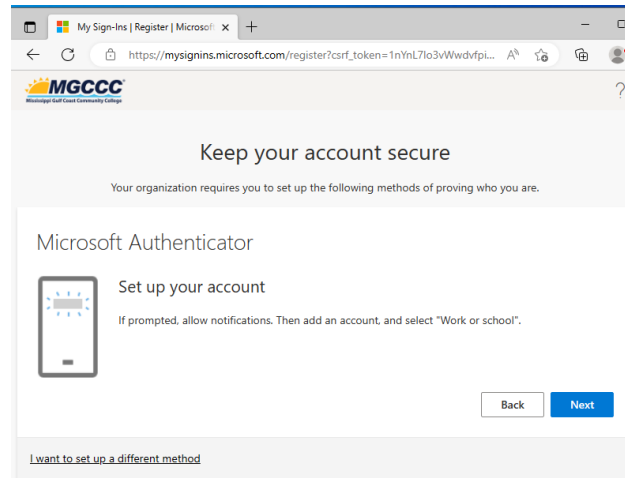 My Sign-Ins | Register | Microsoft
https://mysignins.microsoft.com/register?csrf_token=1nYnL7lo3vWwdvfpi...
MGCCC
Mississippi Gulf Coast Community College
?
Keep your account secure
Your organization requires you to set up the following methods of proving who you are.
Microsoft Authenticator
Set up your account
If prompted, allow notifications. Then add an account, and select "Work or school".
Back
Next
I want to set up a different method